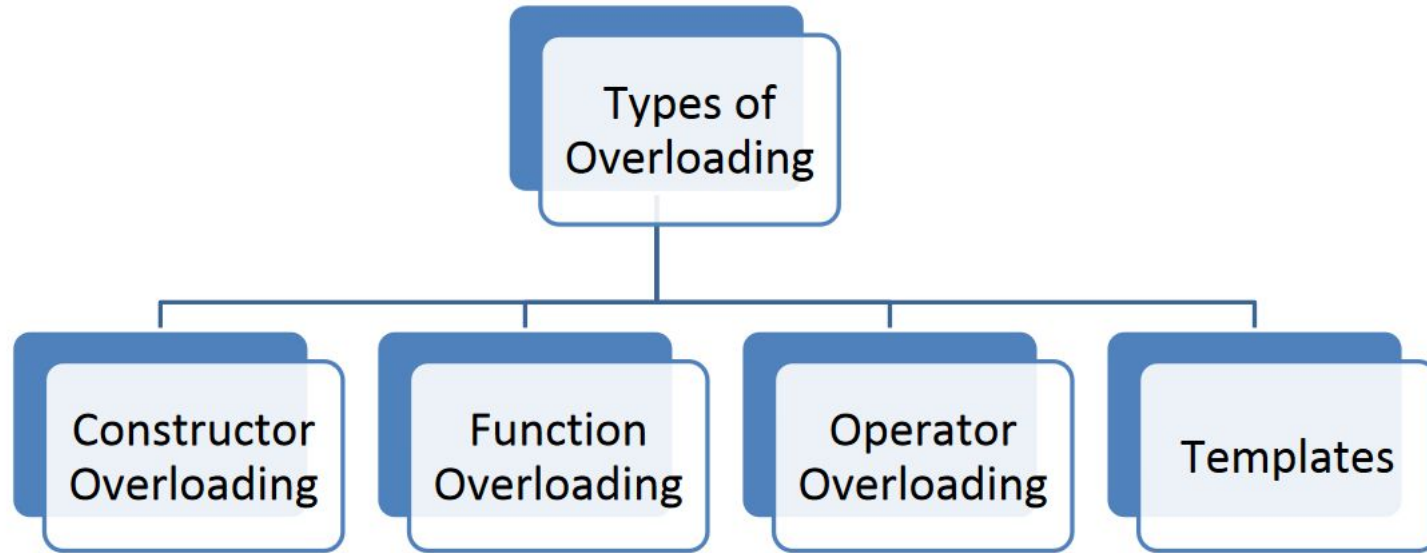 Types of
Overloading
Constructor
Overloading
Function
Overloading
Operator
Overloading
Templates